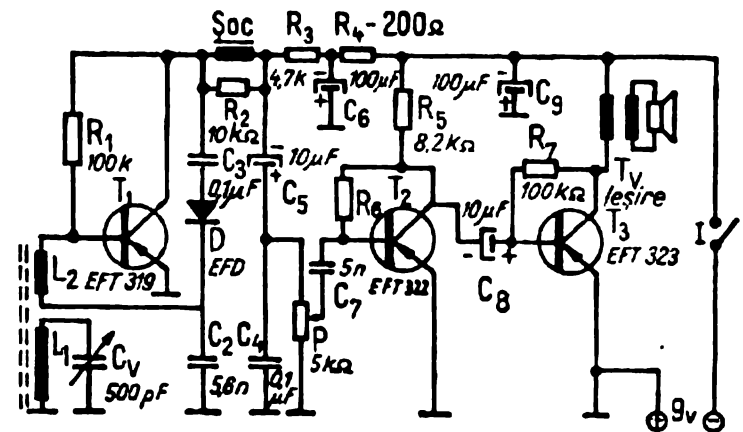 Șoc
R3
R4-200Ω
4,7K
100μF
C6
100μF
C9
R1
100k
R2
10kΩ
C3
0,1μF
10μF
C5
R5
8,2kΩ
R7
100kΩ
TV
Ieșire
T1
EFT 319
D
EFD
R6
T2
EFT 322
10μF
C8
T3
EFT 323
I
5n
C7
L2
L1
CV
500pF
C2
5,6n
C4
0,1
μF
P
5kΩ
9V
- + - + - + - + + -